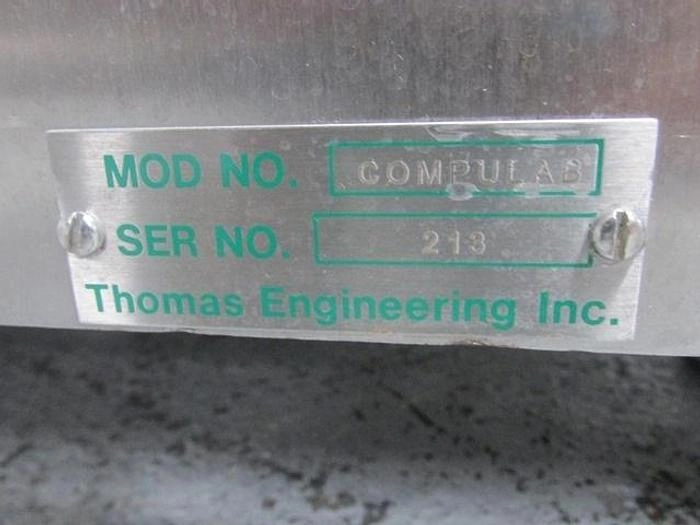 MOD NO. COMPULAB
SER NO. 213
Thomas Engineering Inc.